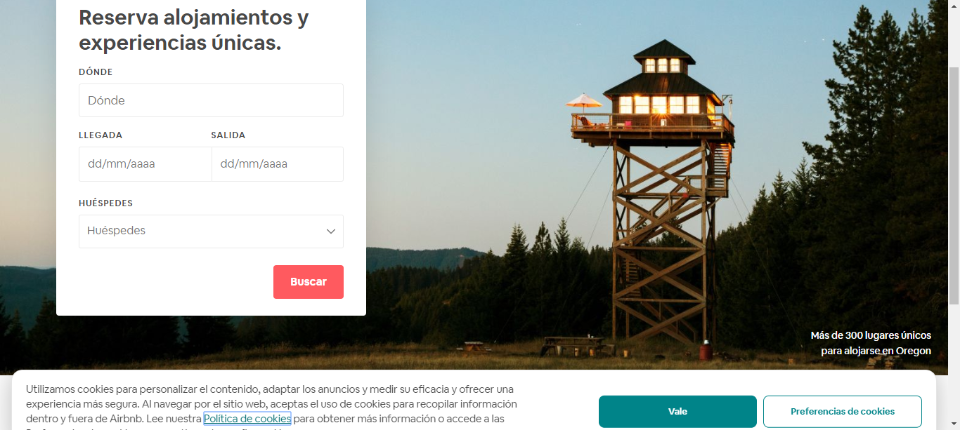 Reserva alojamientos y
experiencias únicas.
DÓNDE
Dónde
LLEGADA SALIDA
dd/mm/aaaa dd/mm/aaaa
HUÉSPEDES
Huéspedes
Buscar
Más de 300 lugares únicos
para alojarse en Oregon
Utilizamos cookies para personalizar el contenido, adaptar los anuncios y medir su eficacia y ofrecer una
experiencia más segura. Al navegar por el sitio web, aceptas el uso de cookies para recopilar información
dentro y fuera de Airbnb. Lee nuestra Política de cookies para obtener más información o accede a las
Vale
Preferencias de cookies